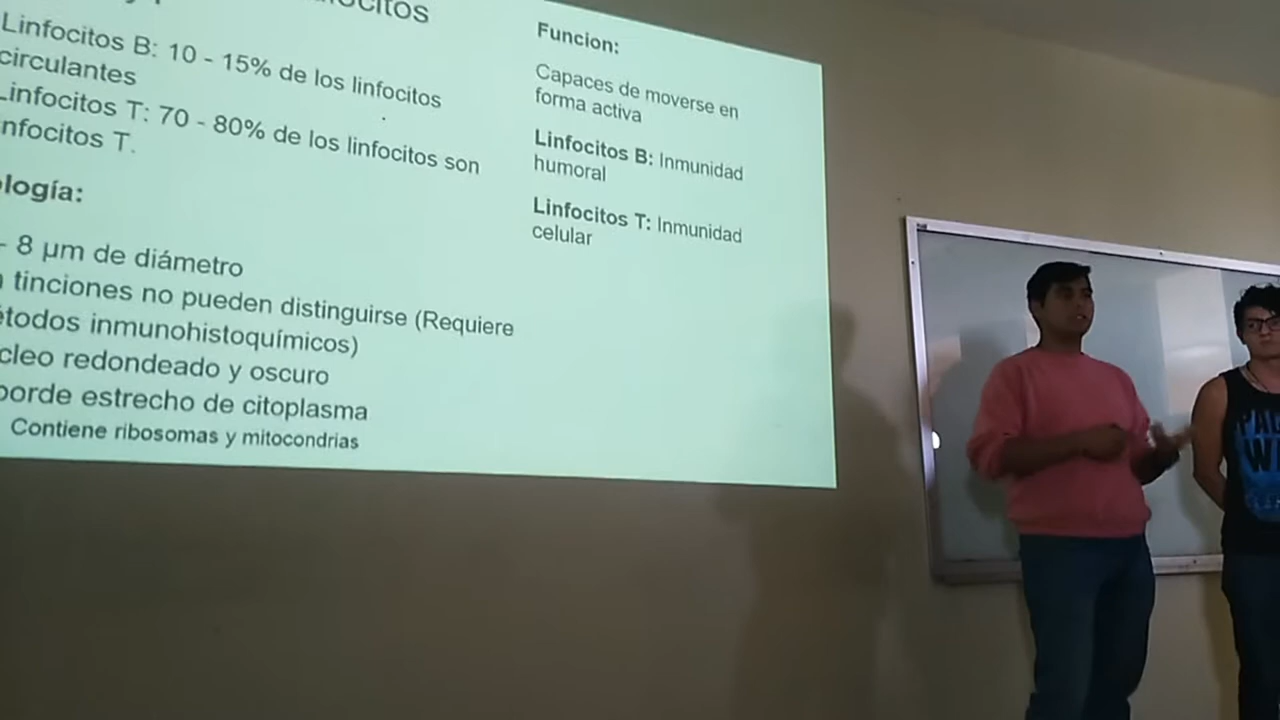 Linfocitos B: 10 - 15% de los linfocitos
circulantes
Linfocitos T: 70 - 80% de los linfocitos son
nfocitos T.
ología:
- 8 µm de diámetro
tinciones no pueden distinguirse (Requiere
étodos inmunohistoquímicos)
cleo redondeado y oscuro
borde estrecho de citoplasma
Contiene ribosomas y mitocondrias
Funcion:
Capaces de moverse en
forma activa
Linfocitos B: Inmunidad
humoral
Linfocitos T: Inmunidad
celular